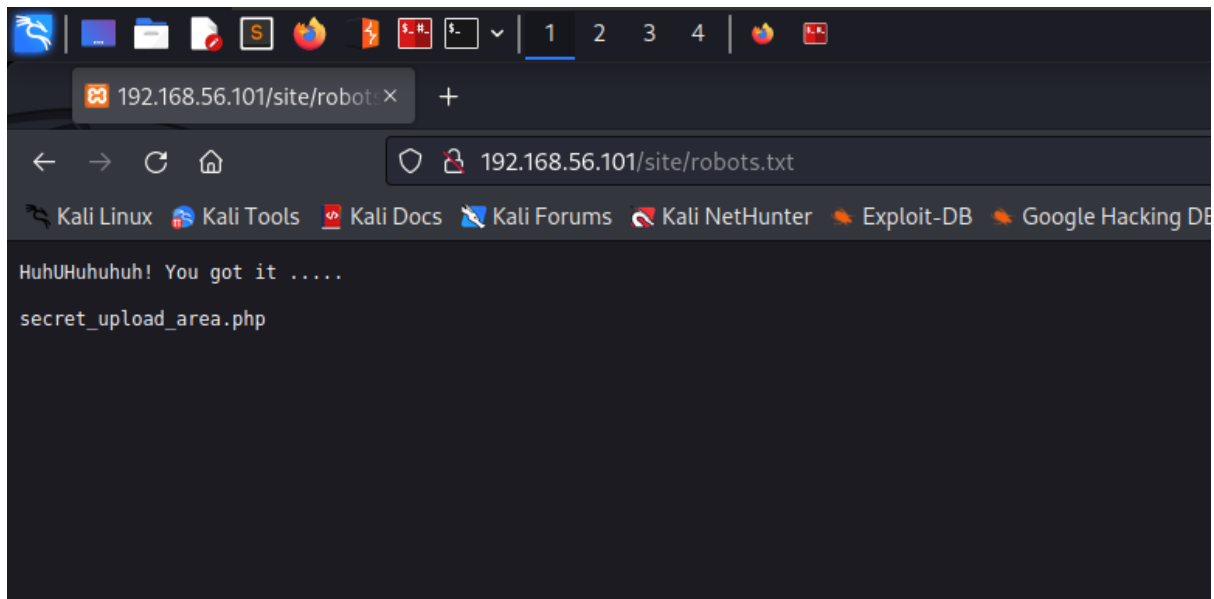 1 2 3 4
192.168.56.101/site/robots
192.168.56.101/site/robots.txt
Kali Linux Kali Tools Kali Docs Kali Forums Kali NetHunter Exploit-DB Google Hacking DB
HuhUHuhuhuh! You got it .....
secret_upload_area.php